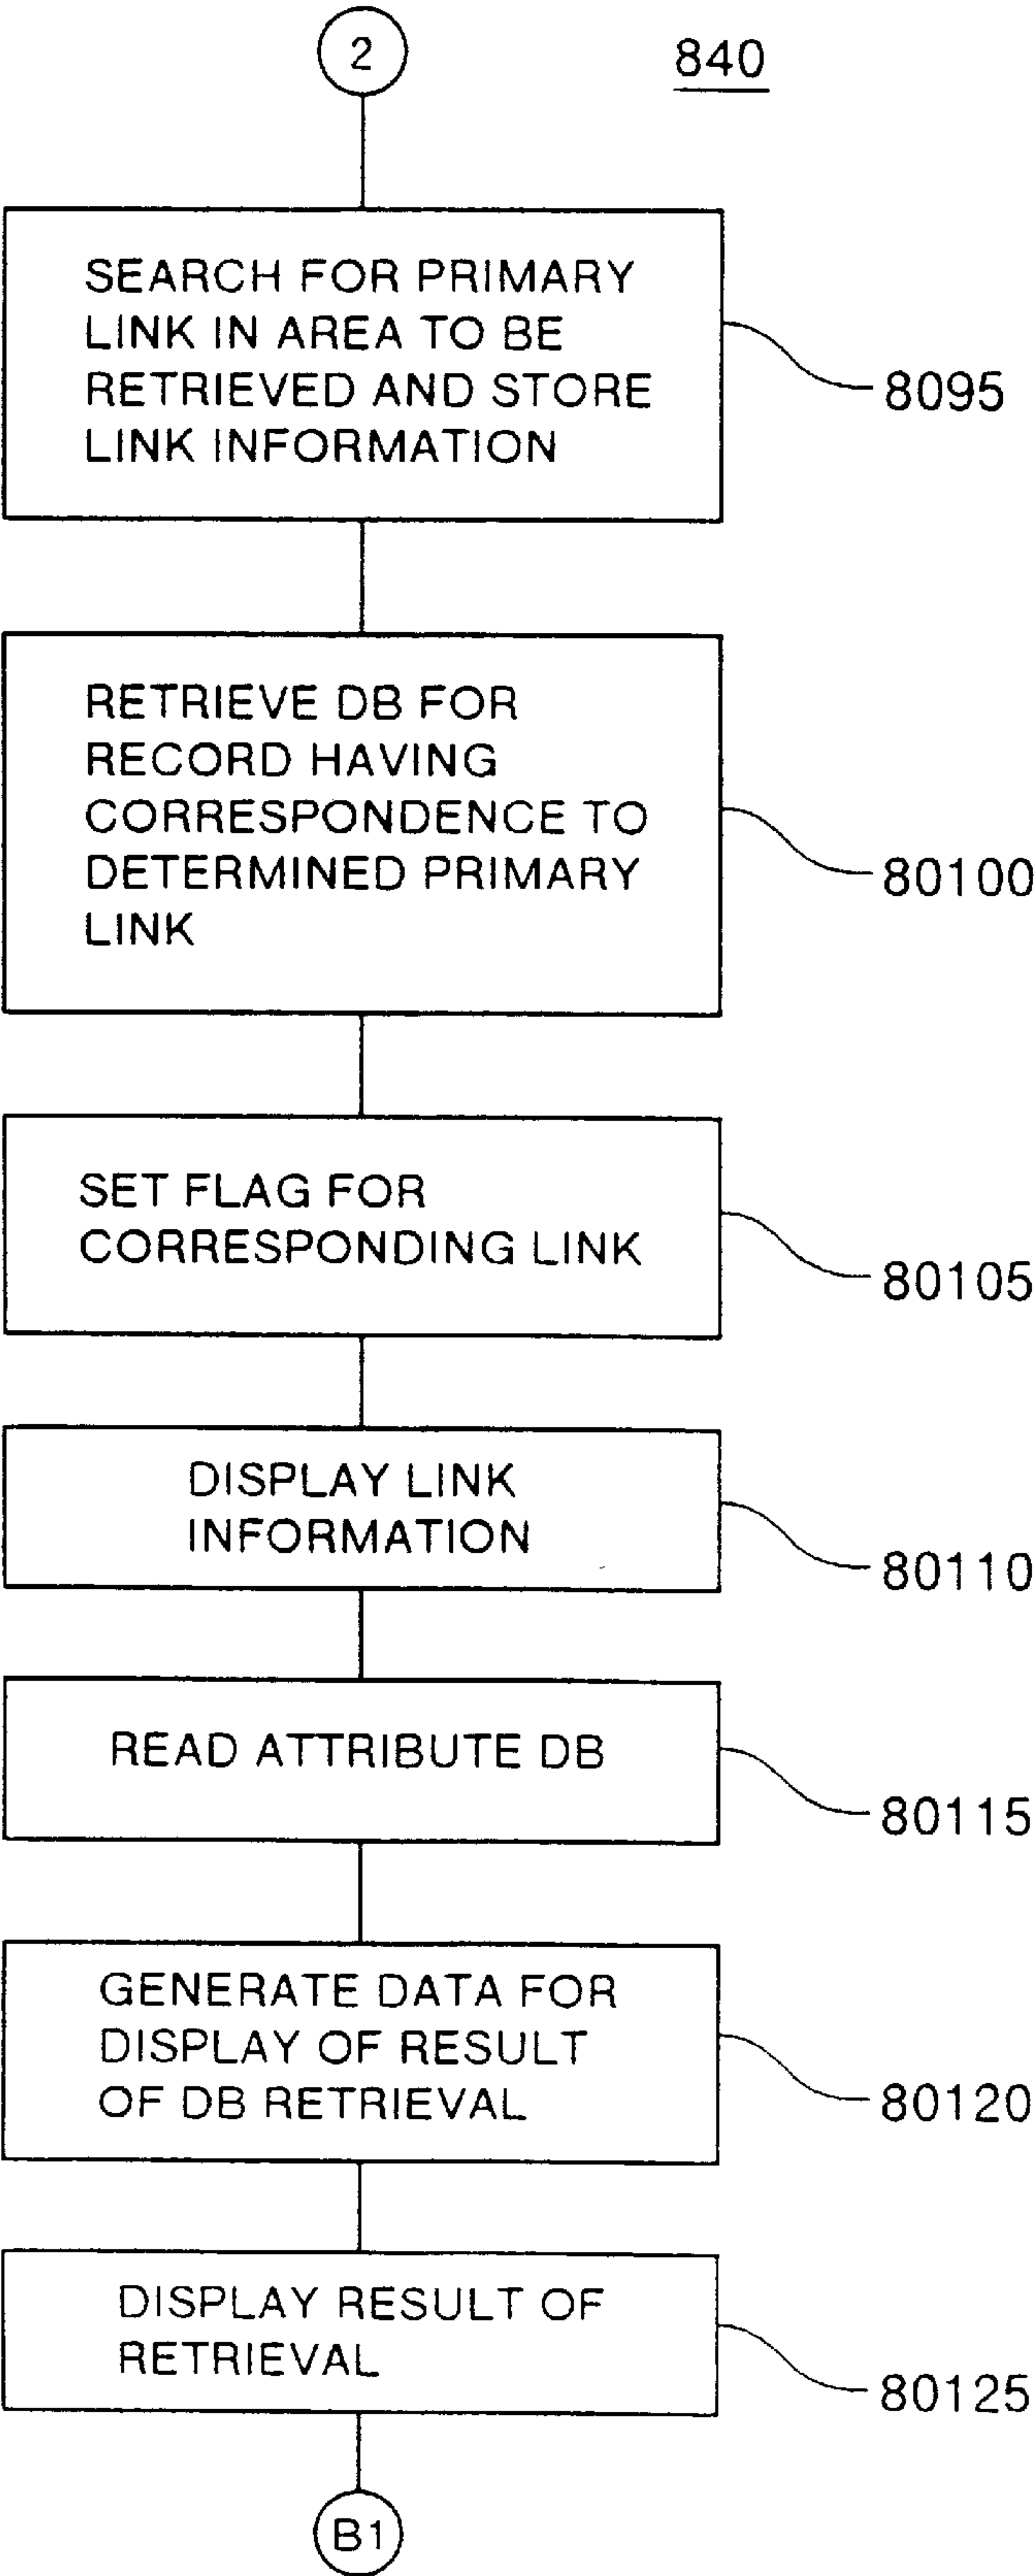 2
840
SEARCH FOR PRIMARY
LINK IN AREA TO BE
RETRIEVED AND STORE
LINK INFORMATION
8095
RETRIEVE DB FOR
RECORD HAVING
CORRESPONDENCE TO
DETERMINED PRIMARY
LINK
80100
SET FLAG FOR
CORRESPONDING LINK
80105
DISPLAY LINK
INFORMATION
80110
READ ATTRIBUTE DB
80115
GENERATE DATA FOR
DISPLAY OF RESULT
OF DB RETRIEVAL
80120
DISPLAY RESULT OF
RETRIEVAL
80125
B1